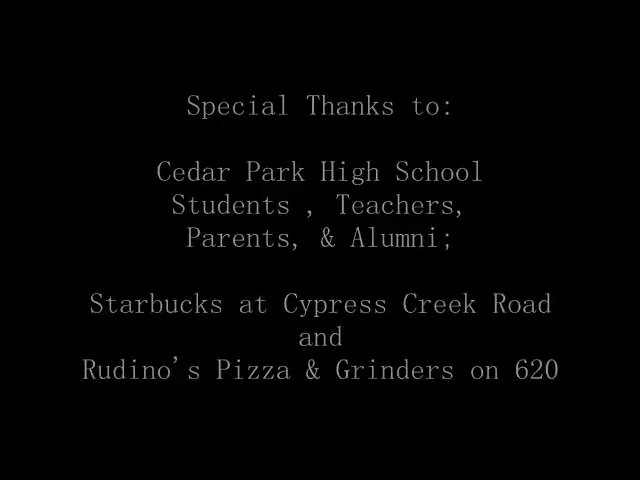 Special Thanks to:
Cedar Park High School
Students , Teachers,
Parents, & Alumni;
Starbucks at Cypress Creek Road
and
Rudino's Pizza & Grinders on 620